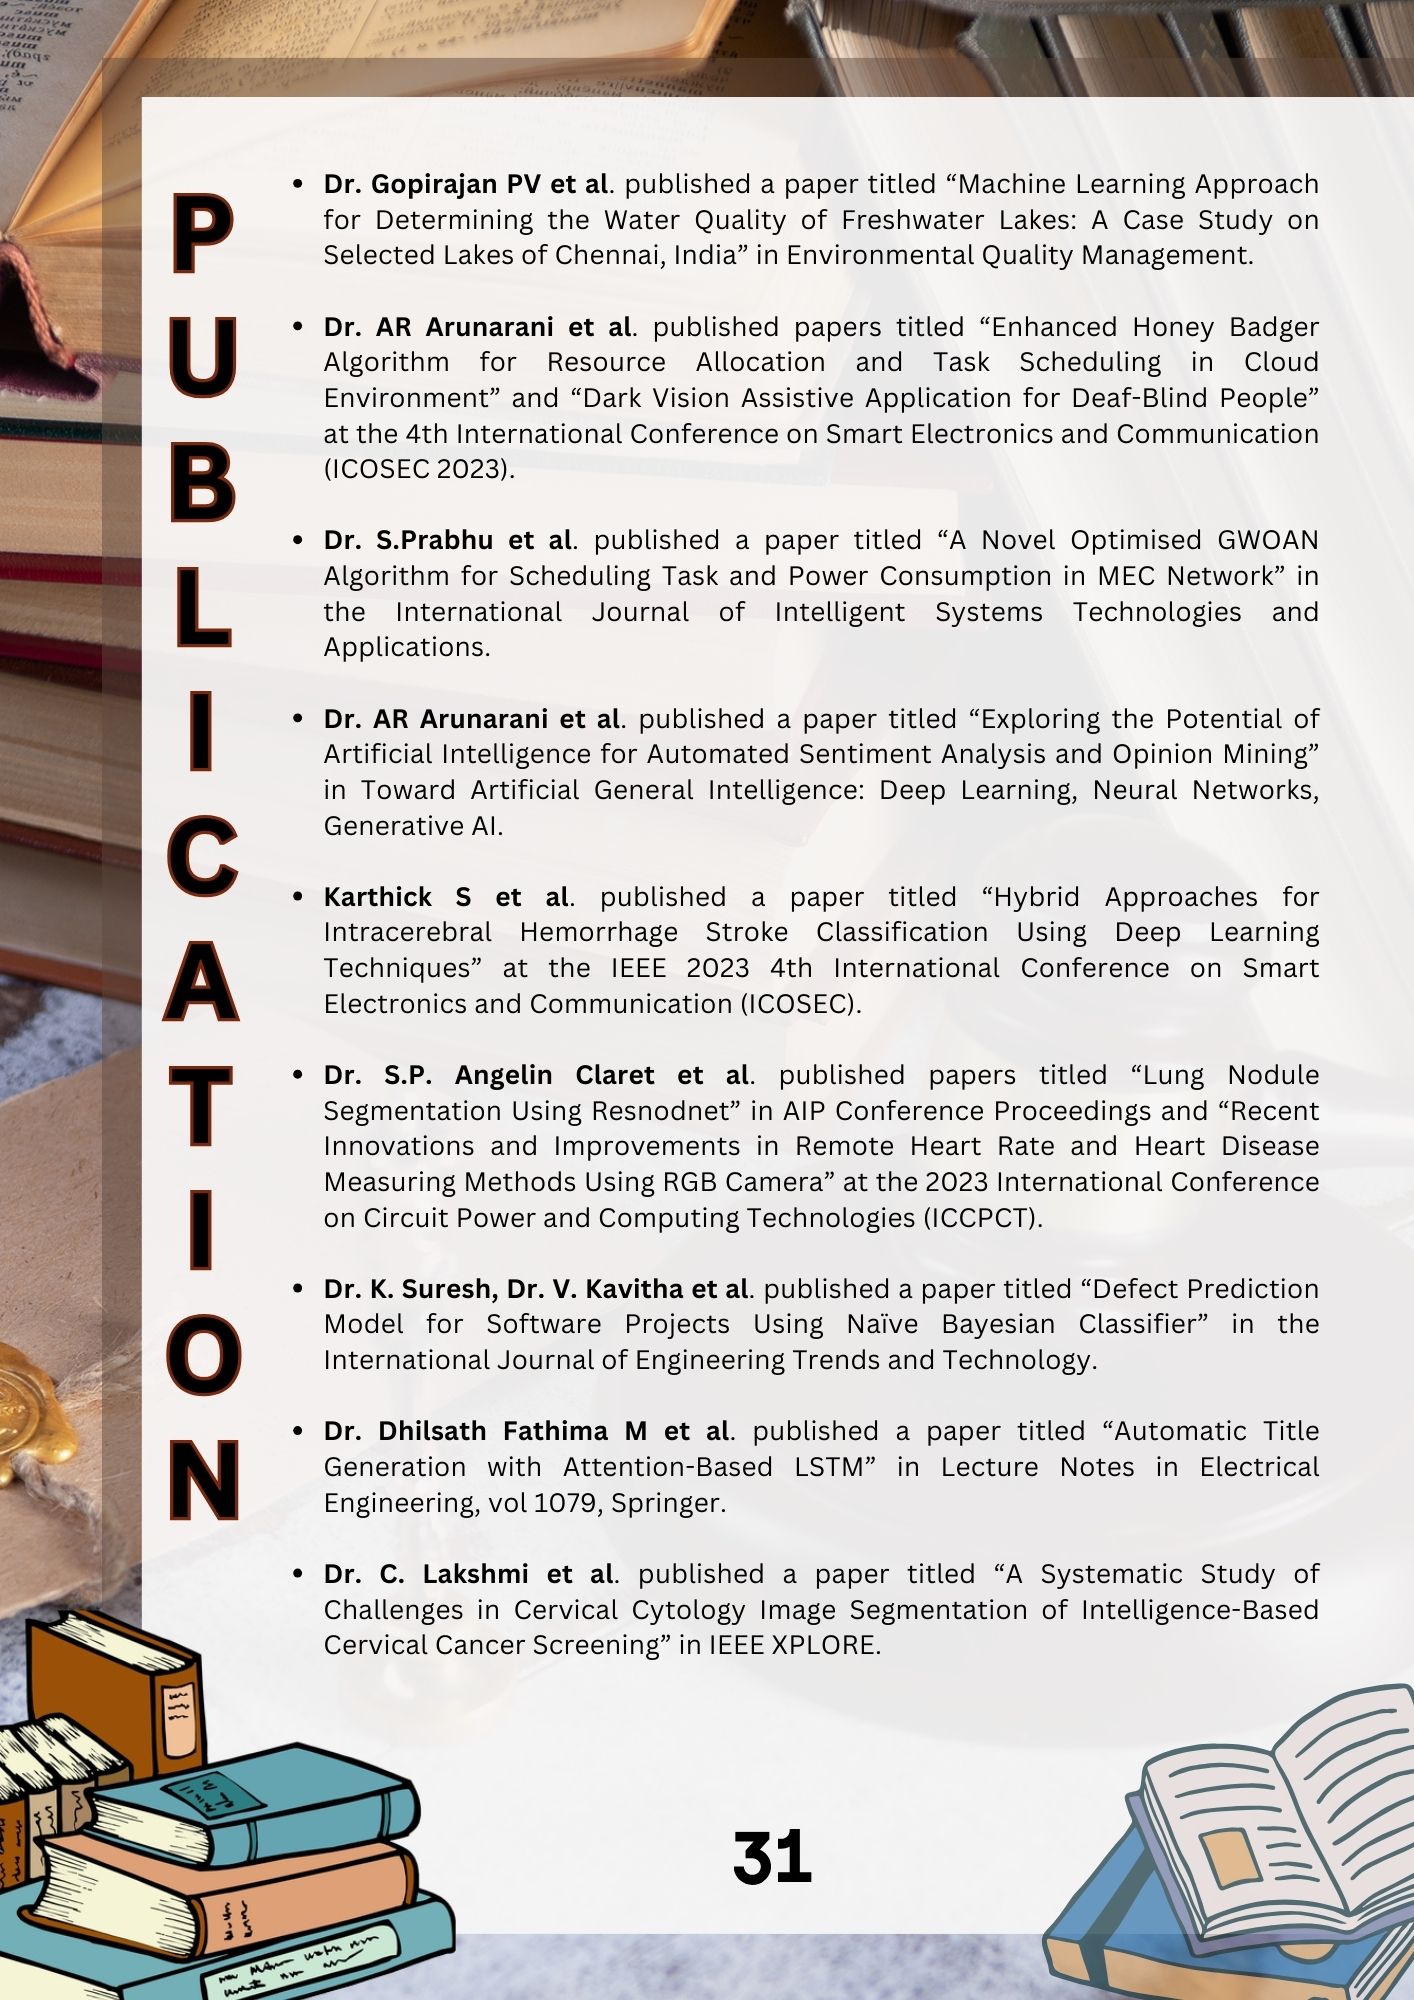 PUBLICATION
• Dr. Gopirajan PV et al. published a paper titled “Machine Learning Approach
for Determining the Water Quality of Freshwater Lakes: A Case Study on
Selected Lakes of Chennai, India” in Environmental Quality Management.
• Dr. AR Arunarani et al. published papers titled “Enhanced Honey Badger
Algorithm for Resource Allocation and Task Scheduling in Cloud
Environment” and “Dark Vision Assistive Application for Deaf-Blind People”
at the 4th International Conference on Smart Electronics and Communication
(ICOSEC 2023).
• Dr. S.Prabhu et al. published a paper titled “A Novel Optimised GWOAN
Algorithm for Scheduling Task and Power Consumption in MEC Network” in
the International Journal of Intelligent Systems Technologies and
Applications.
• Dr. AR Arunarani et al. published a paper titled “Exploring the Potential of
Artificial Intelligence for Automated Sentiment Analysis and Opinion Mining”
in Toward Artificial General Intelligence: Deep Learning, Neural Networks,
Generative AI.
• Karthick S et al. published a paper titled “Hybrid Approaches for
Intracerebral Hemorrhage Stroke Classification Using Deep Learning
Techniques” at the IEEE 2023 4th International Conference on Smart
Electronics and Communication (ICOSEC).
• Dr. S.P. Angelin Claret et al. published papers titled “Lung Nodule
Segmentation Using Resnodnet” in AIP Conference Proceedings and “Recent
Innovations and Improvements in Remote Heart Rate and Heart Disease
Measuring Methods Using RGB Camera” at the 2023 International Conference
on Circuit Power and Computing Technologies (ICCPCT).
• Dr. K. Suresh, Dr. V. Kavitha et al. published a paper titled “Defect Prediction
Model for Software Projects Using Naïve Bayesian Classifier” in the
International Journal of Engineering Trends and Technology.
• Dr. Dhilsath Fathima M et al. published a paper titled “Automatic Title
Generation with Attention-Based LSTM” in Lecture Notes in Electrical
Engineering, vol 1079, Springer.
• Dr. C. Lakshmi et al. published a paper titled “A Systematic Study of
Challenges in Cervical Cytology Image Segmentation of Intelligence-Based
Cervical Cancer Screening” in IEEE XPLORE.
31